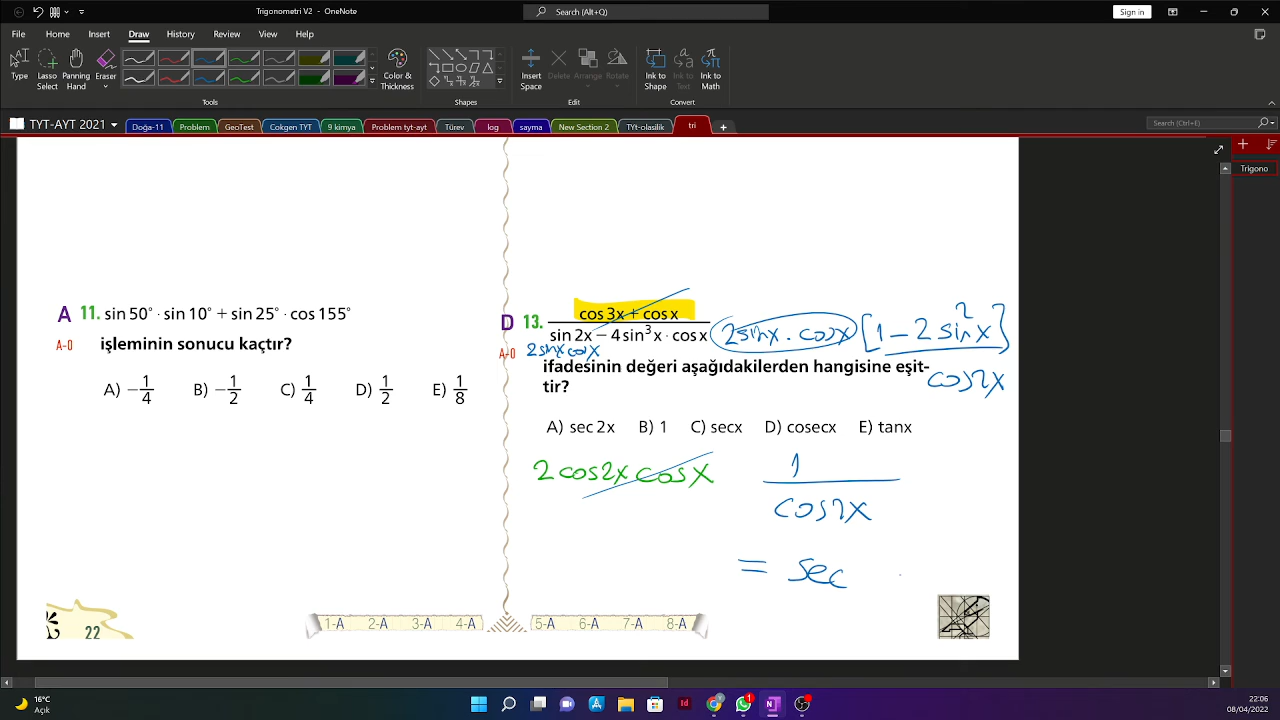 Trigonometri V2 - OneNote
Search (Alt+Q)
Sign in
File Home Insert Draw History Review View Help
Type
Lasso Select
Panning Hand
Eraser
Color & Thickness
Insert Space
Delete
Arrange
Rotate
Ink to Shape
Ink to Text
Ink to Math
Tools
Shapes
Edit
Convert
TYT-AYT 2021
Doğa-11
Problem
GeoTest
Cokgen TYT
9 kimya
Problem tyt-ayt
Türev
log
sayma
New Section 2
TYt-olasilik
tri
Search (Ctrl+E)
Trigono
A 11. sin 50° · sin 10° + sin 25° · cos 155°
A-0 işleminin sonucu kaçtır?
A) -1/4 B) -1/2 C) 1/4 D) 1/2 E) 1/8
cos 3x + cos x
D 13.
sin 2x - 4 sin³x · cos x
2sinx · cosx [1 - 2 sin²x]
A-0 2sinx cosx
cos2x
ifadesinin değeri aşağıdakilerden hangisine eşit-
tir?
A) sec 2x B) 1 C) secx D) cosecx E) tanx
2 cos2x cosx
1
cos2x
= sec
22
1-A 2-A 3-A 4-A 5-A 6-A 7-A 8-A
16°C
Açık
1
22:06
08/04/2022